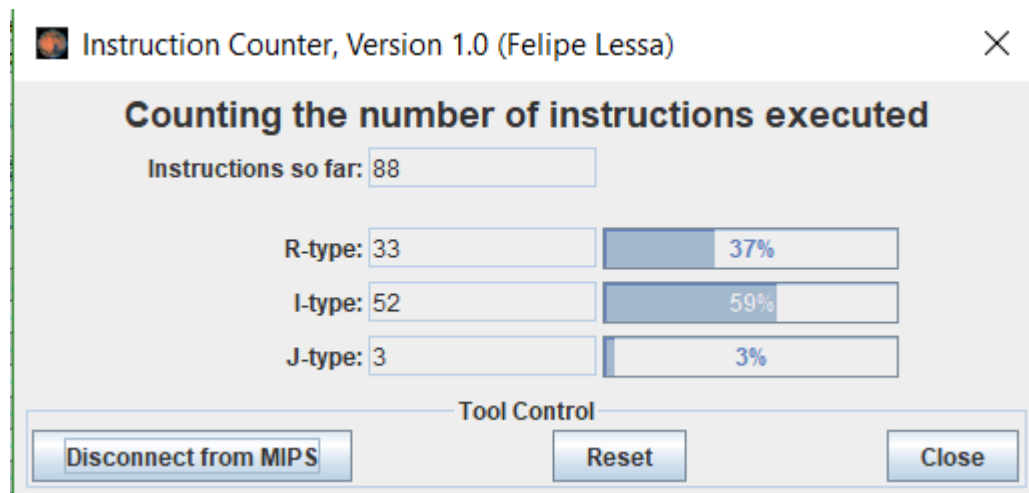 Instruction Counter, Version 1.0 (Felipe Lessa)
Counting the number of instructions executed
Instructions so far: 88
R-type: 33 37%
I-type: 52 59%
J-type: 3 3%
Tool Control
Disconnect from MIPS Reset Close